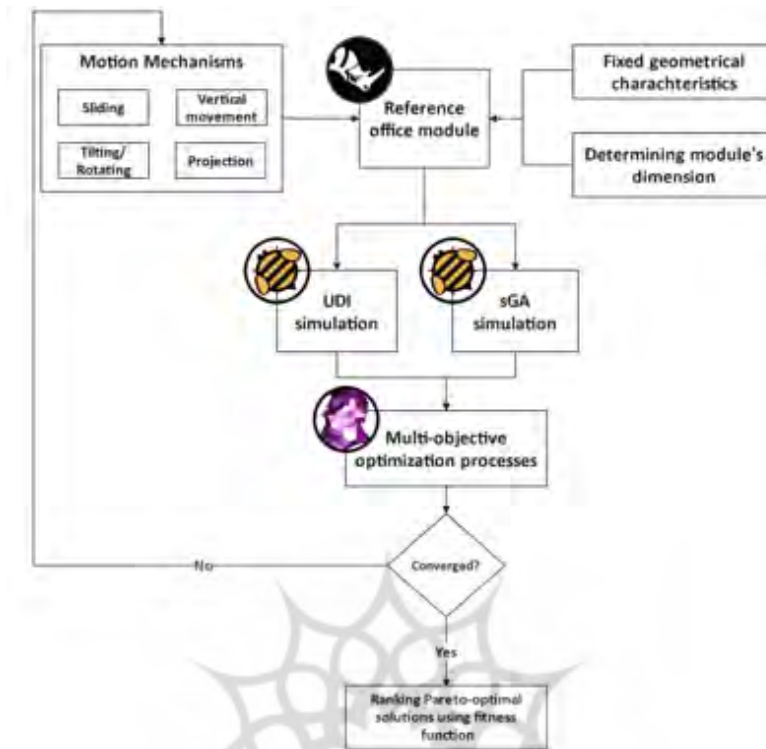 Motion Mechanisms
Sliding
Vertical
movement
Tilting/
Rotating
Projection
Reference
office module
Fixed geometrical
charachteristics
Determining module's
dimension
UDI
simulation
sGA
simulation
Multi-objective
optimization processes
Converged?
No
Yes
Ranking Pareto-optimal
solutions using fitness
function